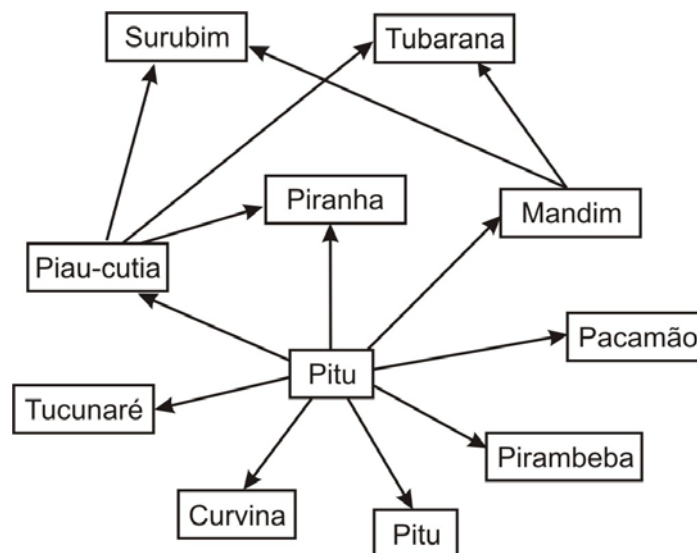 Surubim
Tubarana
Piranha
Mandim
Piau-cutia
Pacamão
Pitu
Tucunaré
Pirambeba
Curvina
Pitu